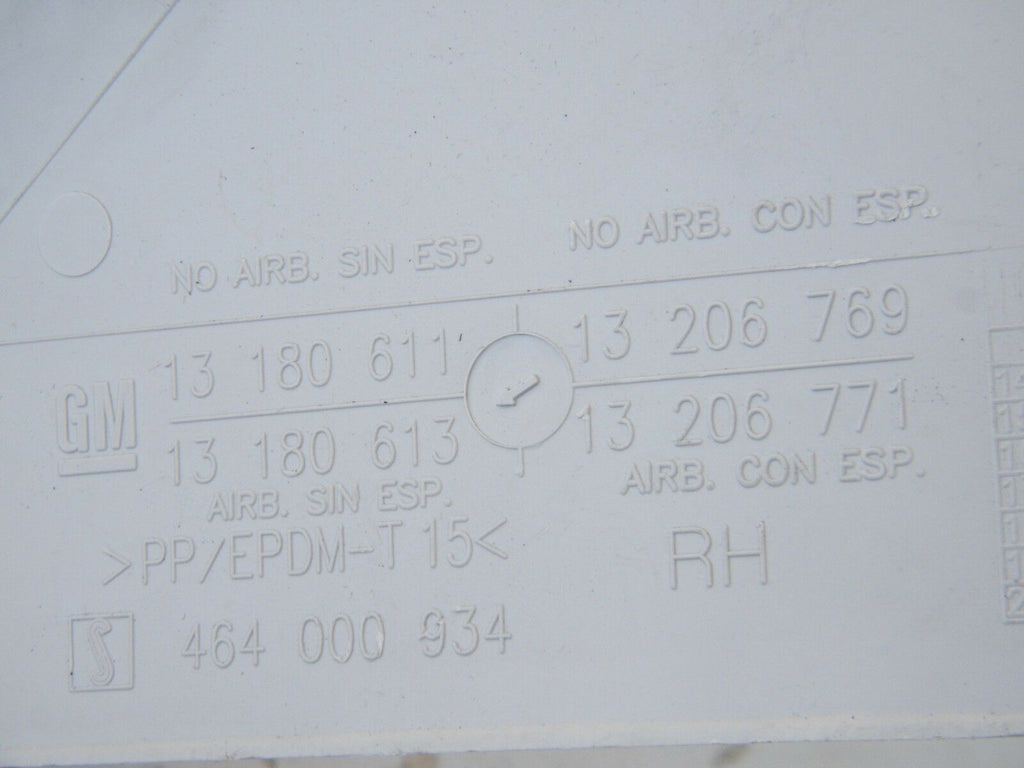 NO AIRB. SIN ESP. NO AIRB. CON ESP.
13 180 611 13 206 769
GM
13 180 613 13 206 771
AIRB. SIN ESP. AIRB. CON ESP.
>PP/EPDM-T 15< RH
S 464 000 934